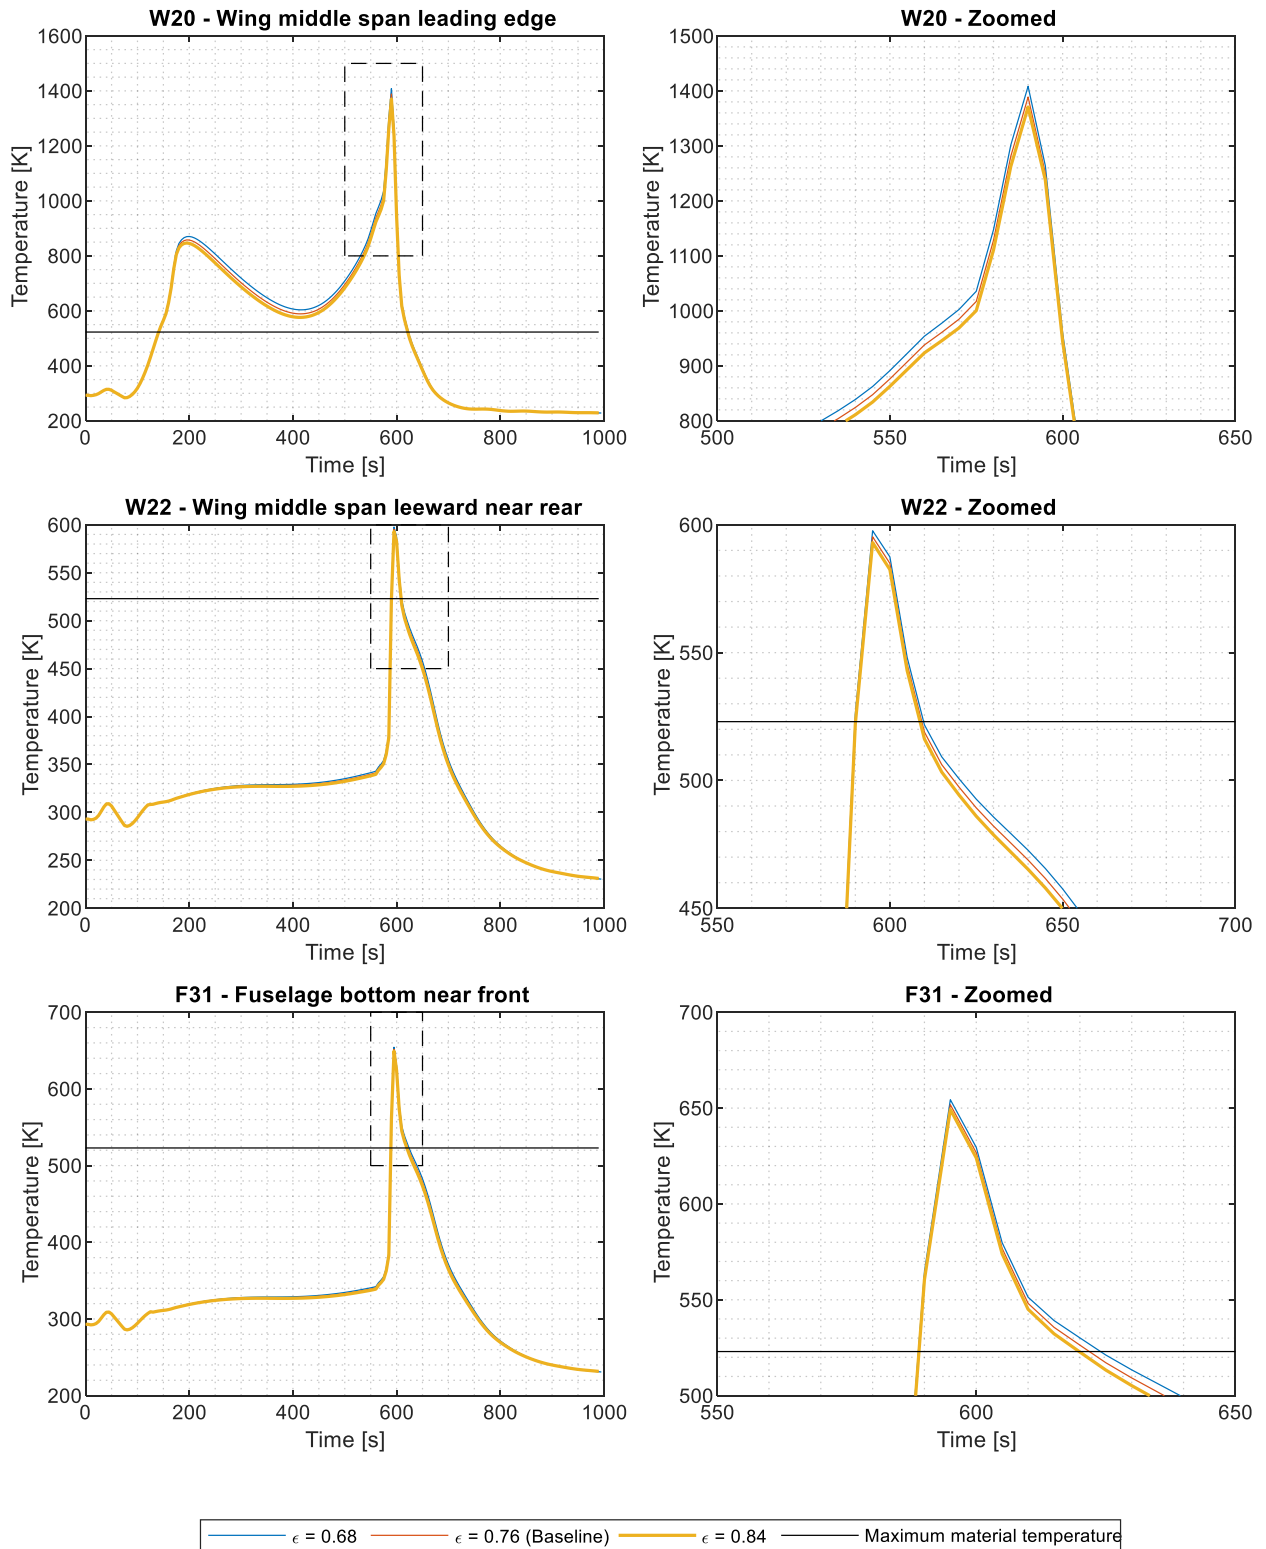 W20 - Wing middle span leading edge
1600
1400
1200
1000
800
600
400
200
Temperature [K]
0 200 400 600 800 1000
Time [s]
W20 - Zoomed
1500
1400
1300
1200
1100
1000
900
800
Temperature [K]
500 550 600 650
Time [s]
W22 - Wing middle span leeward near rear
600
550
500
450
400
350
300
250
200
Temperature [K]
0 200 400 600 800 1000
Time [s]
W22 - Zoomed
600
550
500
450
Temperature [K]
550 600 650 700
Time [s]
F31 - Fuselage bottom near front
700
600
500
400
300
200
Temperature [K]
0 200 400 600 800 1000
Time [s]
F31 - Zoomed
700
650
600
550
500
Temperature [K]
550 600 650
Time [s]
ϵ = 0.68 ϵ = 0.76 (Baseline) ϵ = 0.84 Maximum material temperature